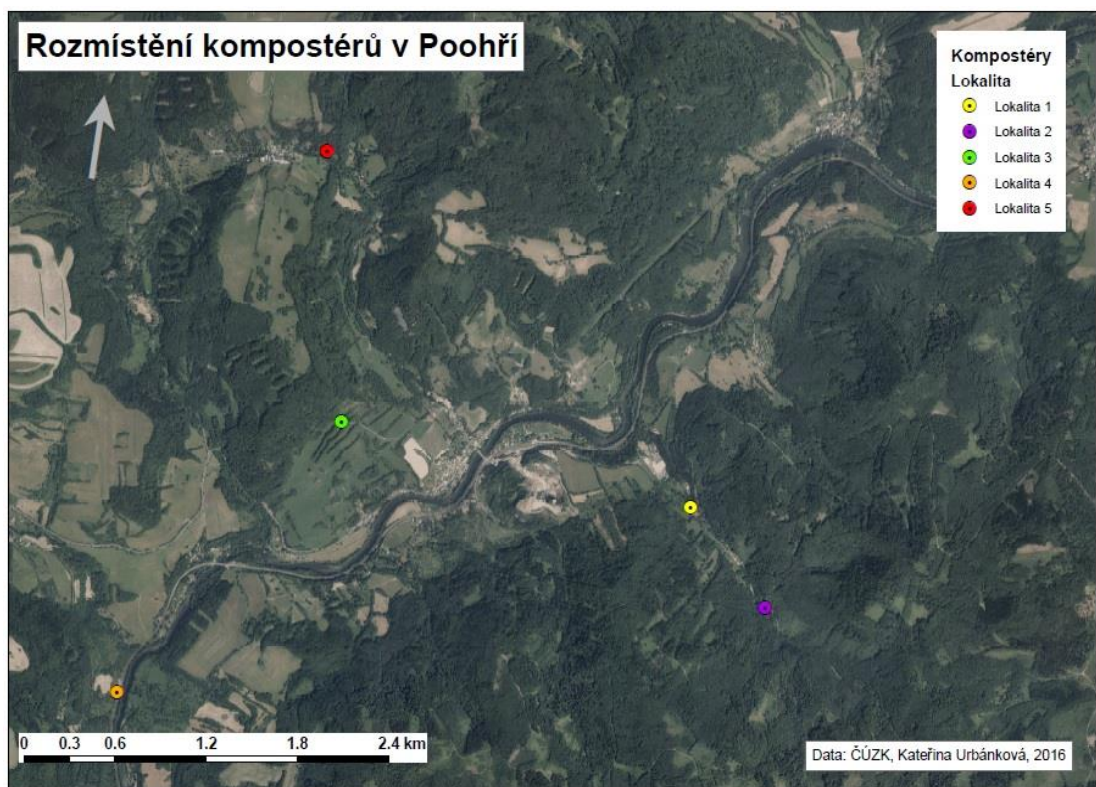 Rozmístění kompostérů v Poohří
Kompostéry
Lokalita
Lokalita 1
Lokalita 2
Lokalita 3
Lokalita 4
Lokalita 5
0 0.3 0.6 1.2 1.8 2.4 km
Data: ČÚZK, Kateřina Urbánková, 2016